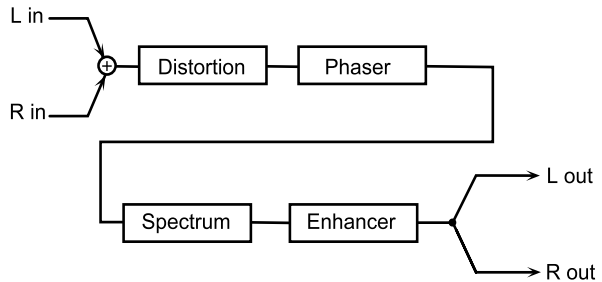 L in
+
Distortion
Phaser
R in
Spectrum
Enhancer
L out
R out